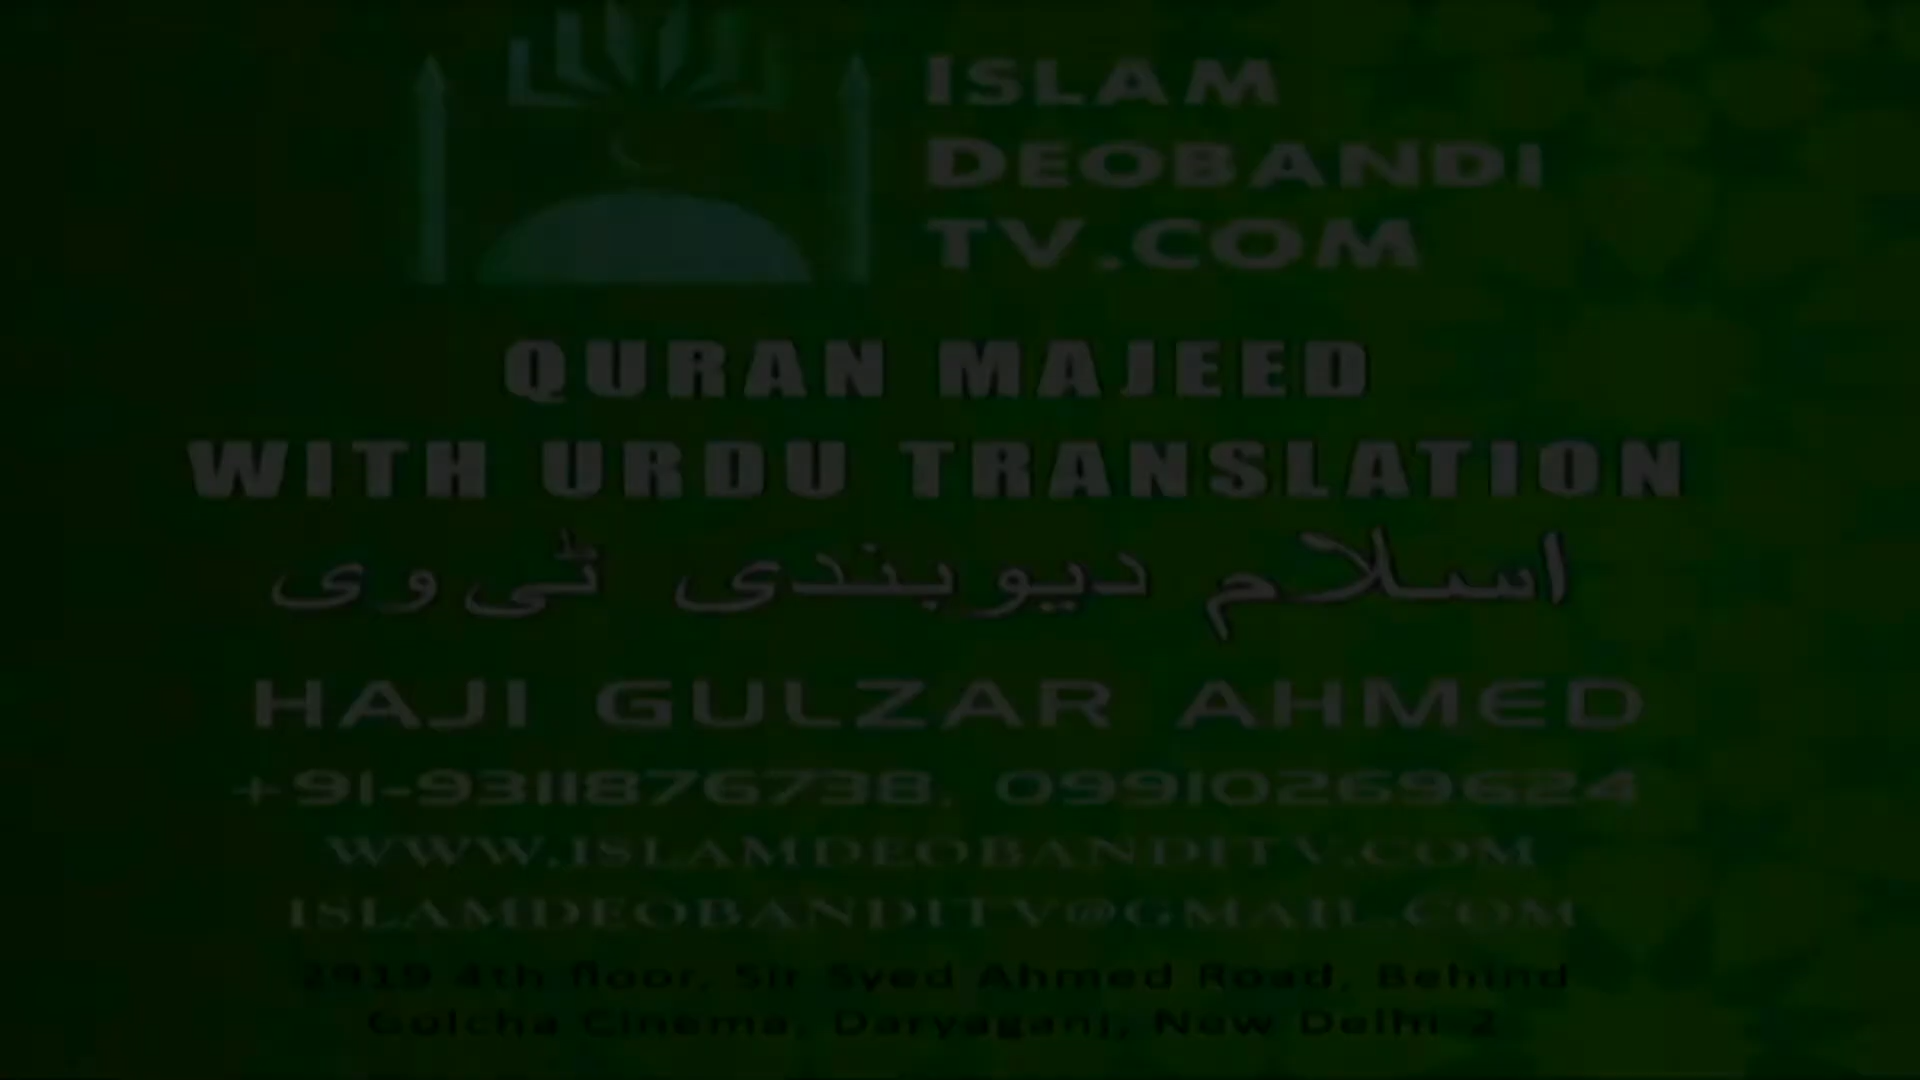 ISLAM
DEOBANDI
TV.COM
QURAN MAJEED
WITH URDU TRANSLATION
اسلام دیوبندی ٹی وی
HAJI GULZAR AHMED
+91-9311876738, 09910269624
WWW.ISLAMDEOBANDITV.COM
ISLAMDEOBANDITV@GMAIL.COM
2919 4th floor, Sir Syed Ahmed Road, Behind
Golcha Cinema, Daryaganj, New Delhi-2